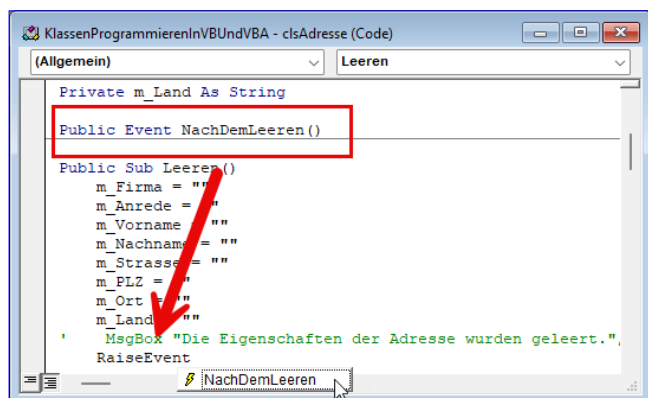 KlassenProgrammierenInVBUndVBA - clsAdresse (Code)
(Allgemein) Leeren
Private m_Land As String
Public Event NachDemLeeren()
Public Sub Leeren()
m_Firma = ""
m_Anrede = ""
m_Vorname = ""
m_Nachname = ""
m_Strasse = ""
m_PLZ = ""
m_Ort = ""
m_Land = ""
' MsgBox "Die Eigenschaften der Adresse wurden geleert.",
RaiseEvent
NachDemLeeren